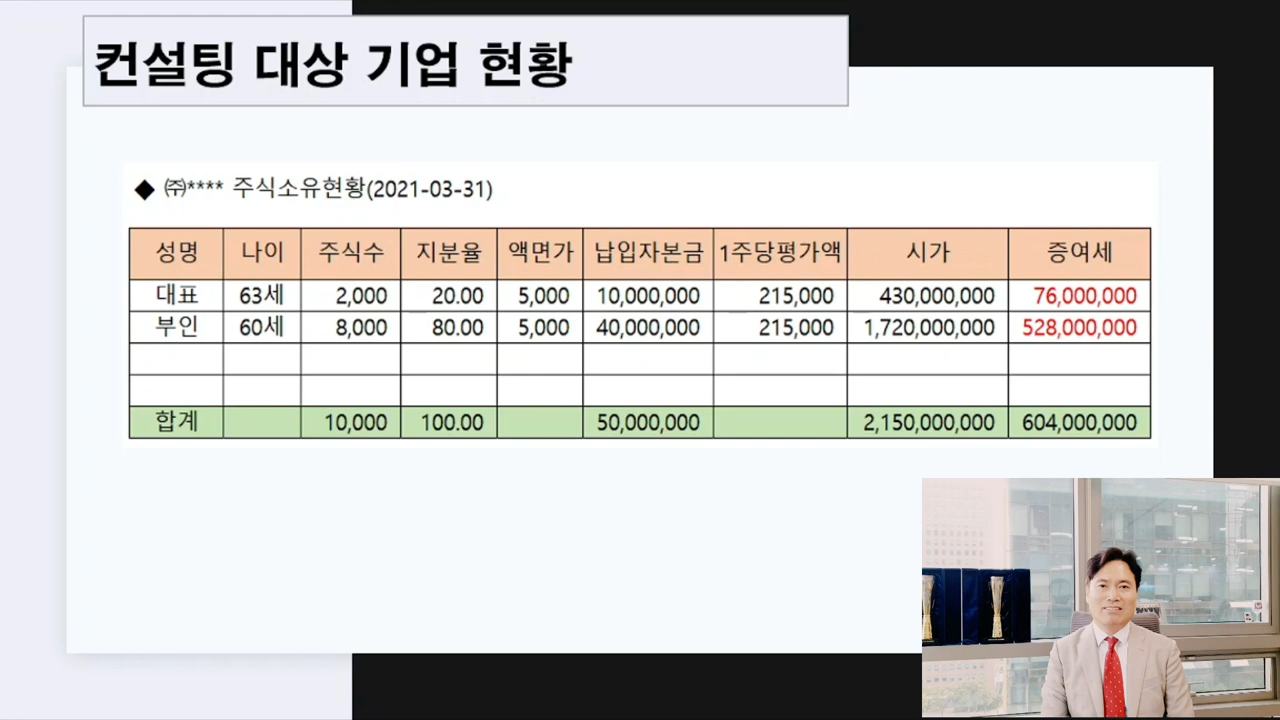 컨설팅 대상 기업 현황
◆ ㈜**** 주식소유현황(2021-03-31)
성명 나이 주식수 지분율 액면가 납입자본금 1주당평가액 시가 증여세
대표 63세 2,000 20.00 5,000 10,000,000 215,000 430,000,000 76,000,000
부인 60세 8,000 80.00 5,000 40,000,000 215,000 1,720,000,000 528,000,000
합계 10,000 100.00 50,000,000 2,150,000,000 604,000,000